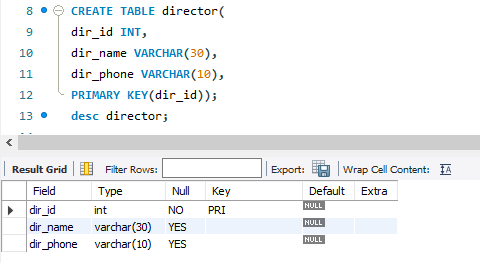 8 CREATE TABLE director(
9 dir_id INT,
10 dir_name VARCHAR(30),
11 dir_phone VARCHAR(10),
12 PRIMARY KEY(dir_id));
13 desc director;
Result Grid Filter Rows: Export: Wrap Cell Content: IA
Field Type Null Key Default Extra
dir_id int NO PRI NULL
dir_name varchar(30) YES NULL
dir_phone varchar(10) YES NULL